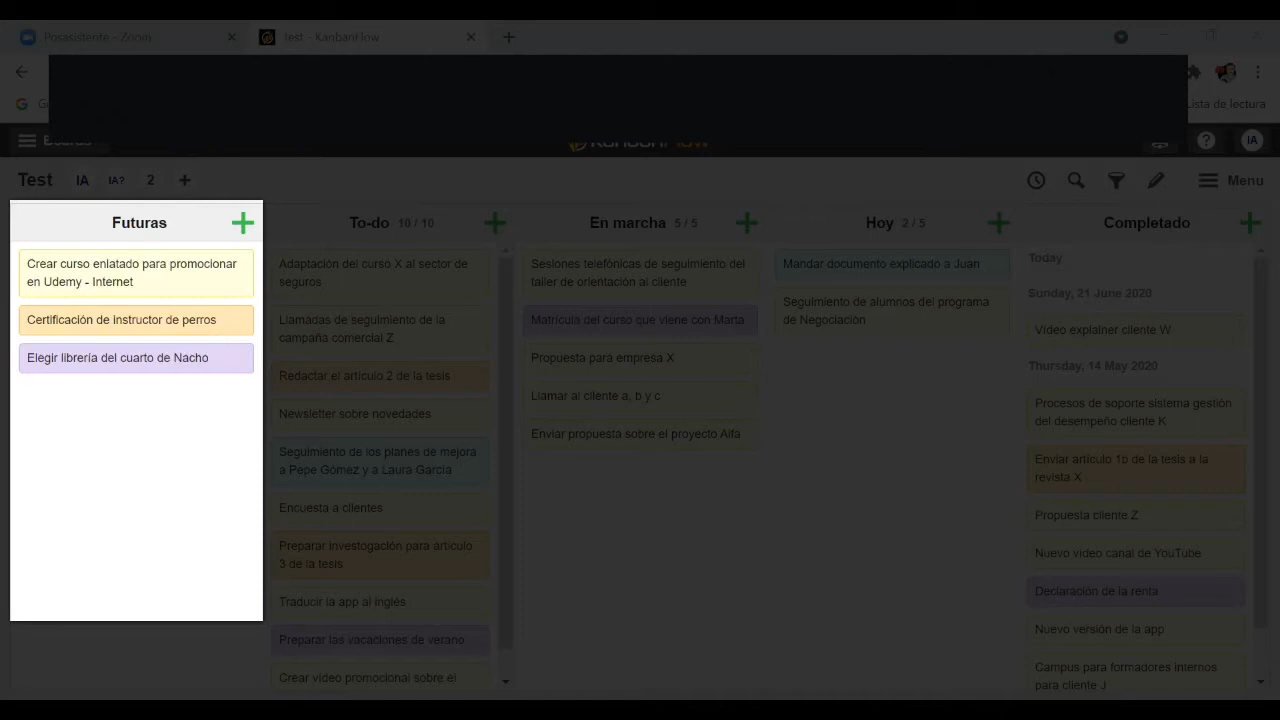 Posasistente - Zoom
Test - KanbanFlow
Lista de lectura
IA
Test
IA
IA?
2
Menu
Futuras
Crear curso enlatado para promocionar
en Udemy - Internet
Certificación de instructor de perros
Elegir librería del cuarto de Nacho
To-do 10 / 10
Adaptación del curso X al sector de
seguros
Llamadas de seguimiento de la
campaña comercial Z
Redactar el artículo 2 de la tesis
Newsletter sobre novedades
Seguimiento de los planes de mejora
a Pepe Gómez y a Laura García
Encuesta a clientes
Preparar investogación para artículo
3 de la tesis
Traducir la app al inglés
Preparar las vacaciones de verano
Crear vídeo promocional sobre el
En marcha 5 / 5
Sesiones telefónicas de seguimiento del
taller de orientación al cliente
Matrícula del curso que viene con Marta
Propuesta para empresa X
Llamar al cliente a, b y c
Enviar propuesta sobre el proyecto Alfa
Hoy 2 / 5
Mandar documento explicado a Juan
Seguimiento de alumnos del programa
de Negociación
Completado
Today
Sunday, 21 June 2020
Vídeo explainer cliente W
Thursday, 14 May 2020
Procesos de soporte sistema gestión
del desempeño cliente K
Enviar artículo 1b de la tesis a la
revista X
Propuesta cliente Z
Nuevo vídeo canal de YouTube
Declaración de la renta
Nuevo versión de la app
Campus para formadores internos
para cliente J